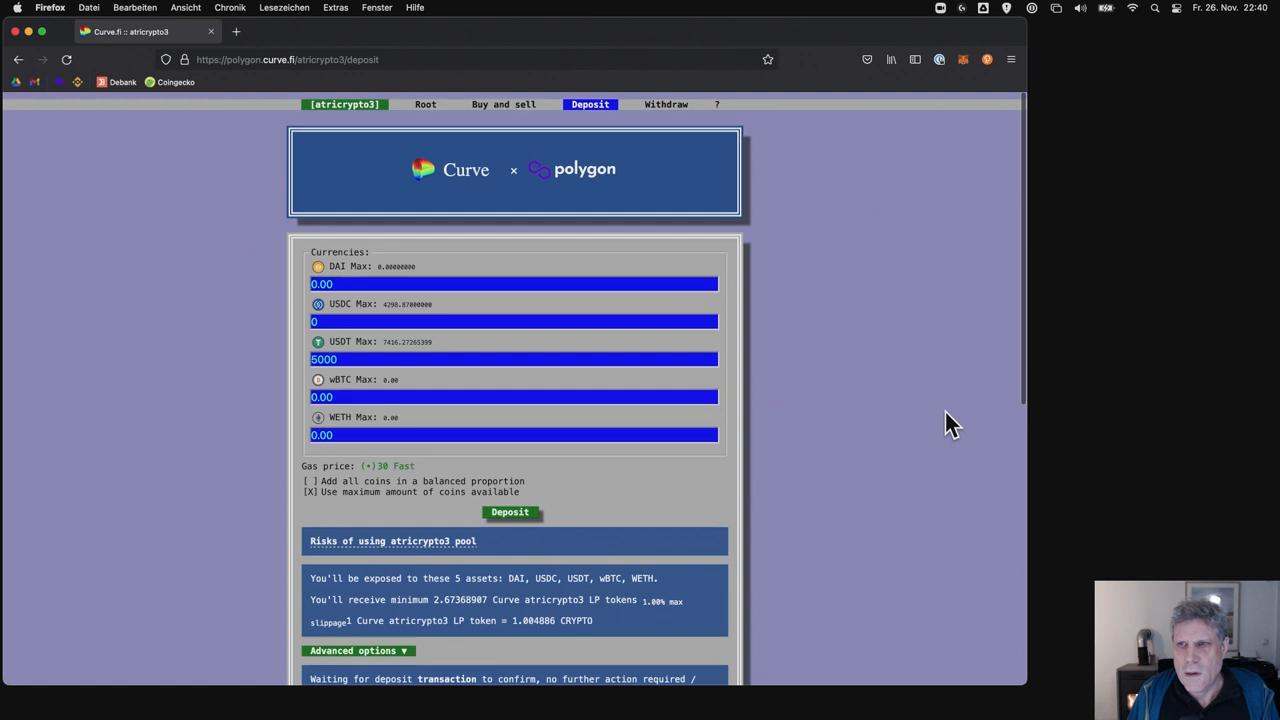 Firefox Datei Bearbeiten Ansicht Chronik Lesezeichen Extras Fenster Hilfe Fr. 26. Nov. 22:40
Curve.fi :: atricrypto3
https://polygon.curve.fi/atricrypto3/deposit
Debank Coingecko
[atricrypto3] Root Buy and sell Deposit Withdraw ?
Curve × polygon
Currencies:
DAI Max: 0.00000000
0.00
USDC Max: 4298.87000000
0
USDT Max: 7416.27265399
5000
wBTC Max: 0.00
0.00
WETH Max: 0.00
0.00
Gas price: (•)30 Fast
[ ] Add all coins in a balanced proportion
[X] Use maximum amount of coins available
Deposit
Risks of using atricrypto3 pool
You'll be exposed to these 5 assets: DAI, USDC, USDT, wBTC, WETH.
You'll receive minimum 2.67368907 Curve atricrypto3 LP tokens 1.00% max
slippage1 Curve atricrypto3 LP token = 1.004886 CRYPTO
Advanced options ▼
Waiting for deposit transaction to confirm, no further action required /